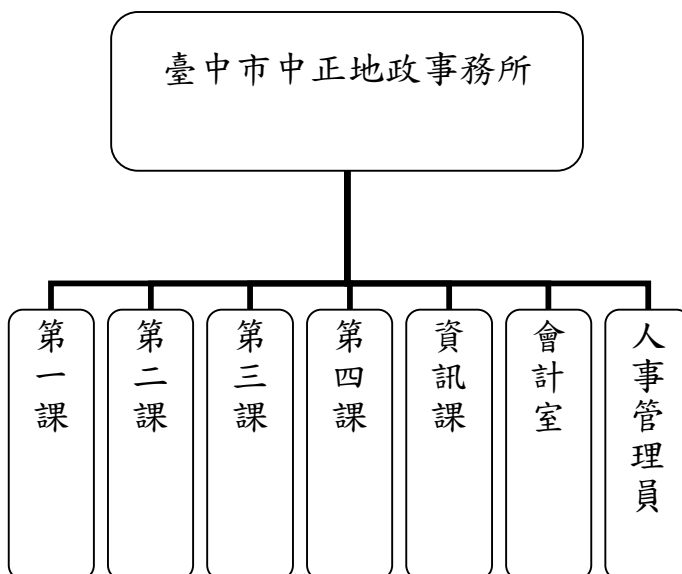 臺中市中正地政事務所
第一課
第二課
第三課
第四課
資訊課
會計室
人事管理員